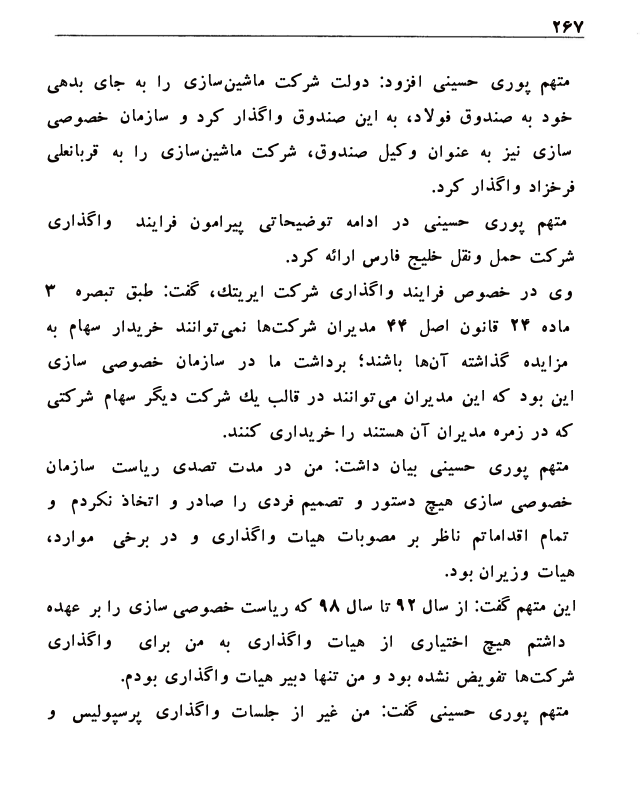 ۲۶۷
متهم پوری حسینی افزود: دولت شرکت ماشین‌سازی را به جای بدهی
خود به صندوق فولاد، به این صندوق واگذار کرد و سازمان خصوصی
سازی نیز به عنوان وکیل صندوق، شرکت ماشین‌سازی را به قربانعلی
فرخزاد واگذار کرد.
متهم پوری حسینی در ادامه توضیحاتی پیرامون فرایند واگذاری
شرکت حمل ونقل خلیج فارس ارائه کرد.
وی در خصوص فرایند واگذاری شرکت ایریتك، گفت: طبق تبصره ۳
ماده ۲۴ قانون اصل ۴۴ مدیران شرکت‌ها نمی‌توانند خریدار سهام به
مزایده گذاشته آن‌ها باشند؛ برداشت ما در سازمان خصوصی سازی
این بود که این مدیران می‌توانند در قالب یك شرکت دیگر سهام شرکتی
که در زمره مدیران آن هستند را خریداری کنند.
متهم پوری حسینی بیان داشت: من در مدت تصدی ریاست سازمان
خصوصی سازی هیچ دستور و تصمیم فردی را صادر و اتخاذ نکردم و
تمام اقداماتم ناظر بر مصوبات هیات واگذاری و در برخی موارد،
هیات وزیران بود.
این متهم گفت: از سال ۹۲ تا سال ۹۸ که ریاست خصوصی سازی را بر عهده
داشتم هیچ اختیاری از هیات واگذاری به من برای واگذاری
شرکت‌ها تفویض نشده بود و من تنها دبیر هیات واگذاری بودم.
متهم پوری حسینی گفت: من غیر از جلسات واگذاری پرسپولیس و